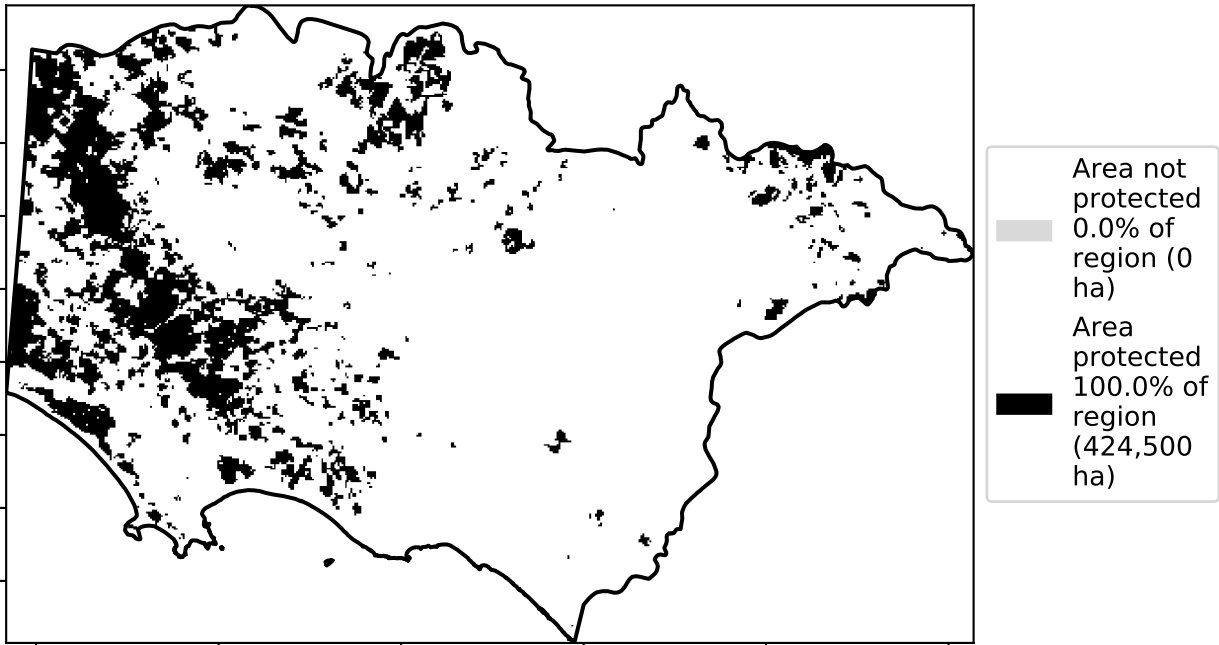 Area not
protected
0.0% of
region (0
ha)
Area
protected
100.0% of
region
(424,500
ha)